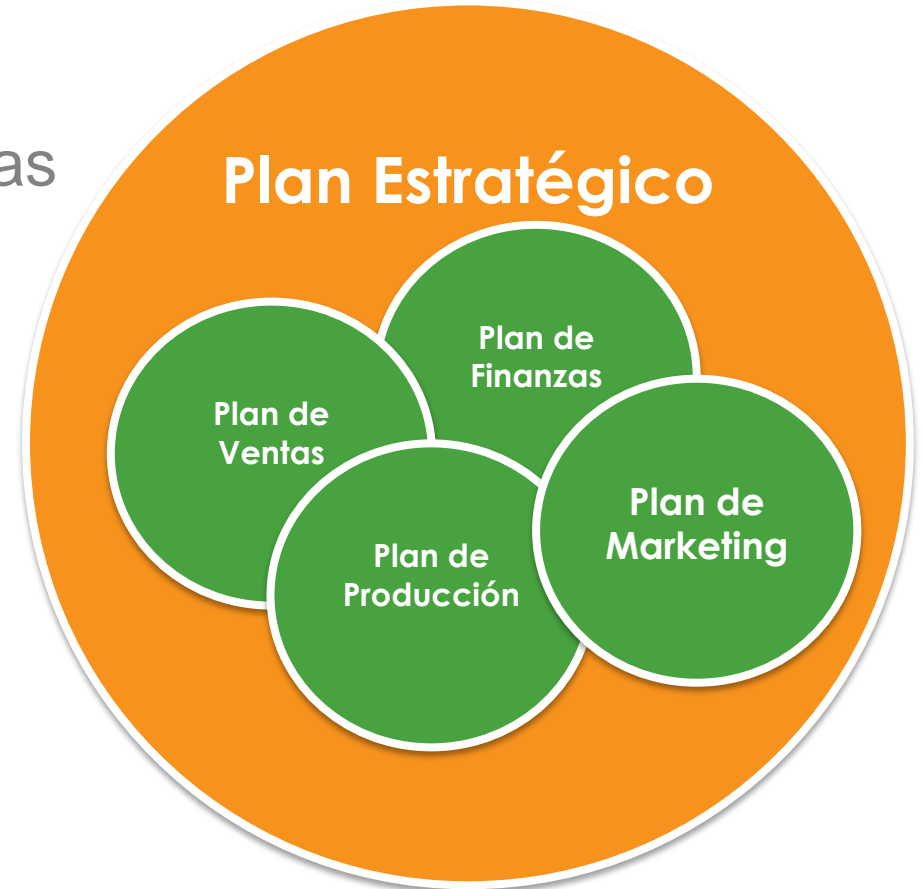 as
Plan Estratégico
Plan de
Finanzas
Plan de
Ventas
Plan de
Marketing
Plan de
Producción